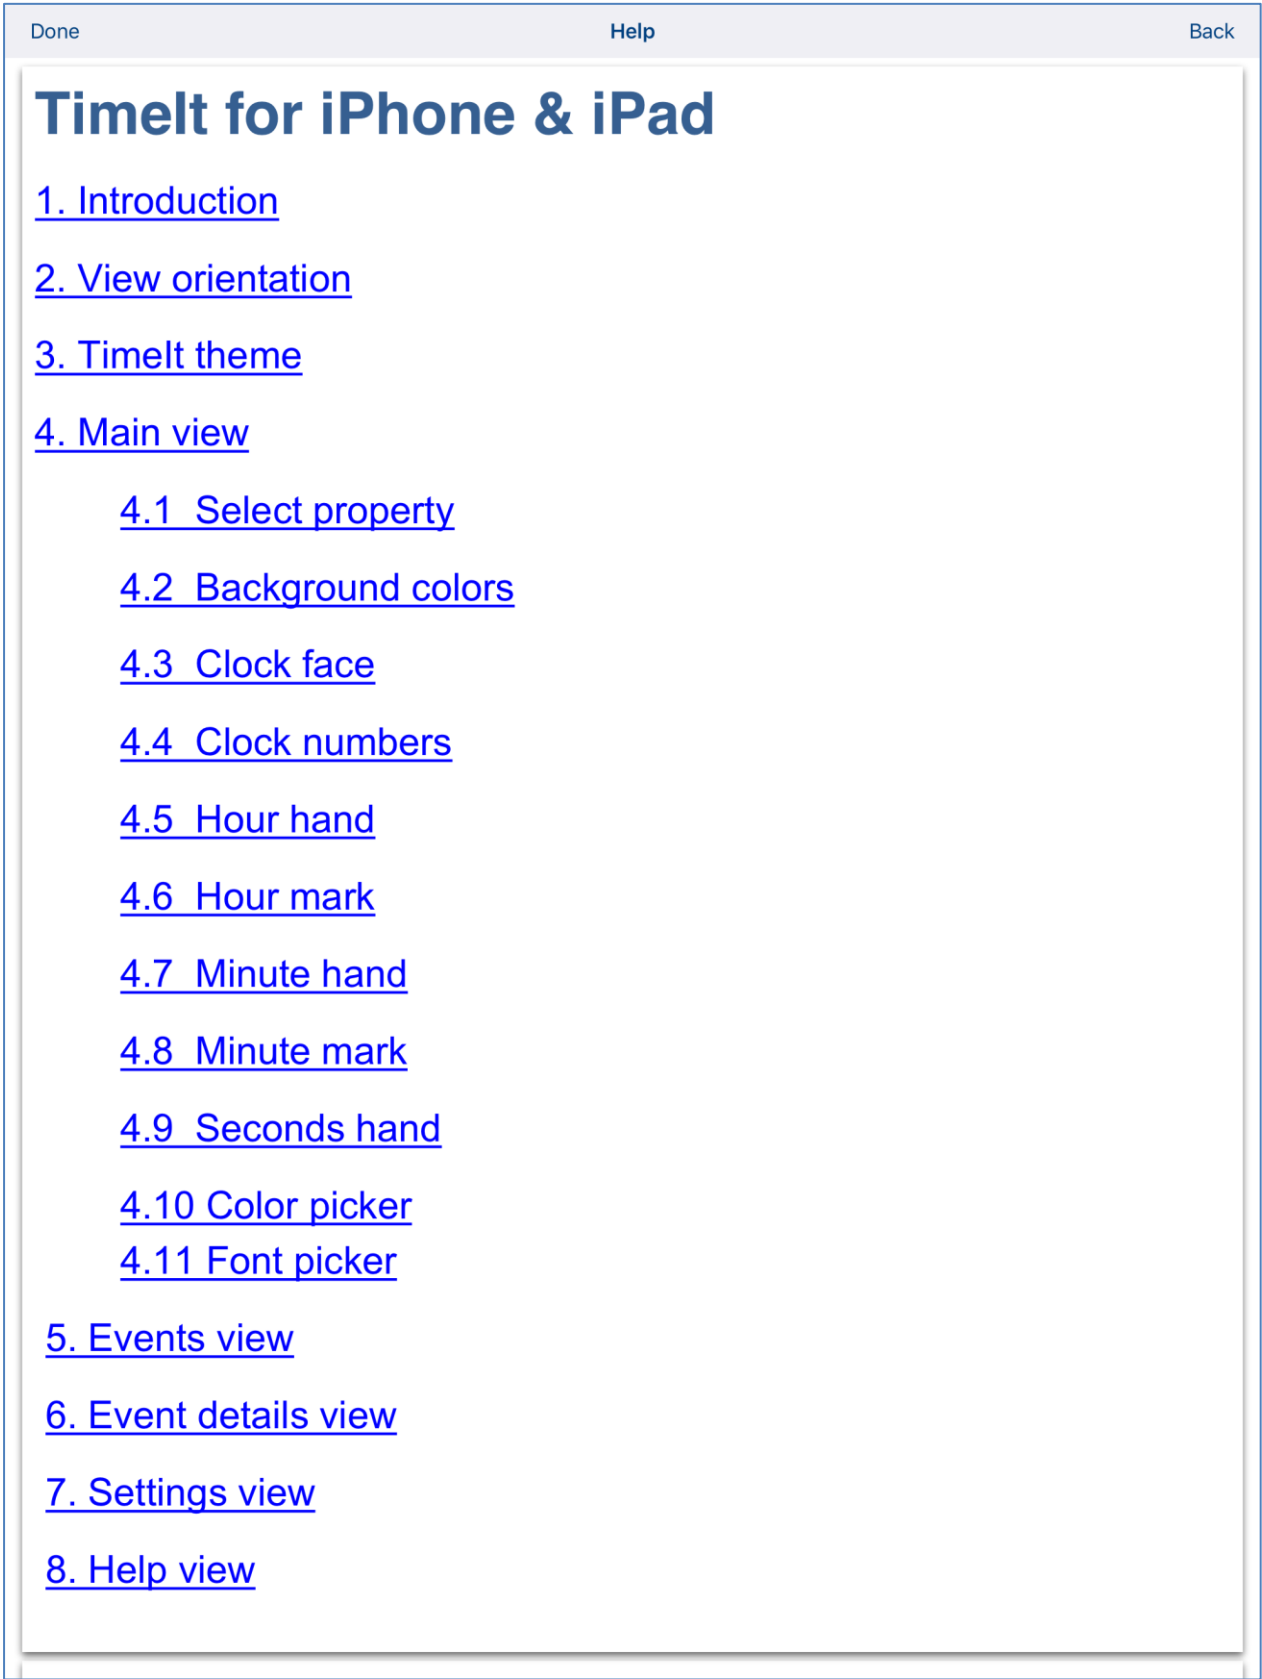 Done Help Back
TimeIt for iPhone & iPad
1. Introduction
2. View orientation
3. TimeIt theme
4. Main view
4.1 Select property
4.2 Background colors
4.3 Clock face
4.4 Clock numbers
4.5 Hour hand
4.6 Hour mark
4.7 Minute hand
4.8 Minute mark
4.9 Seconds hand
4.10 Color picker
4.11 Font picker
5. Events view
6. Event details view
7. Settings view
8. Help view